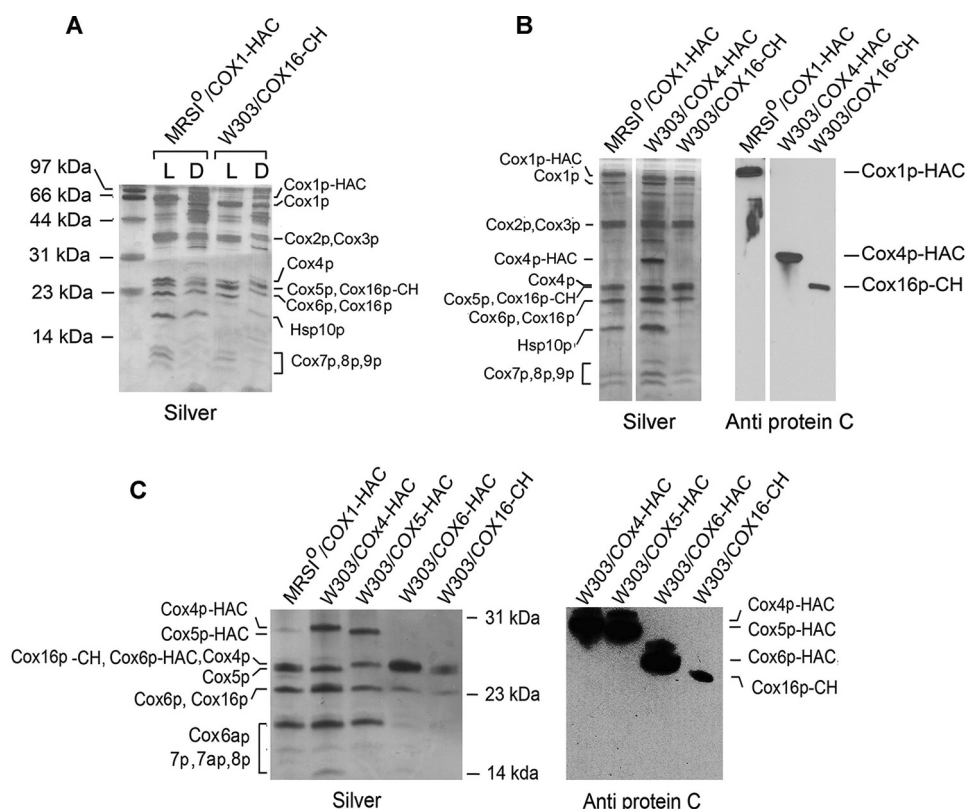 A
MRSIᴼ/COX1-HAC
W303/COX16-CH
L D L D
97 kDa
66 kDa
44 kDa
31 kDa
23 kDa
14 kDa
Cox1p-HAC
Cox1p
Cox2p,Cox3p
Cox4p
Cox5p, Cox16p-CH
Cox6p, Cox16p
Hsp10p
Cox7p,8p,9p
Silver
B
MRSIᴼ/COX1-HAC
W303/COX4-HAC
W303/COX16-CH
MRSIᴼ/COX1-HAC
W303/COX4-HAC
W303/COX16-CH
Cox1p-HAC
Cox1p
Cox2p,Cox3p
Cox4p-HAC
Cox4p
Cox5p, Cox16p-CH
Cox6p, Cox16p
Hsp10p
Cox7p,8p,9p
Cox1p-HAC
Cox4p-HAC
Cox16p-CH
Silver
Anti protein C
C
MRSIᴼ/COX1-HAC
W303/COx4-HAC
W303/COX5-HAC
W303/COX6-HAC
W303/COX16-CH
W303/COx4-HAC
W303/COX5-HAC
W303/COX6-HAC
W303/COX16-CH
Cox4p-HAC
Cox5p-HAC
Cox16p -CH, Cox6p-HAC,Cox4p
Cox5p
Cox6p, Cox16p
Cox6ap
7p,7ap,8p
31 kDa
23 kDa
14 kda
Cox4p-HAC
Cox5p-HAC
Cox6p-HAC
Cox16p-CH
Silver
Anti protein C